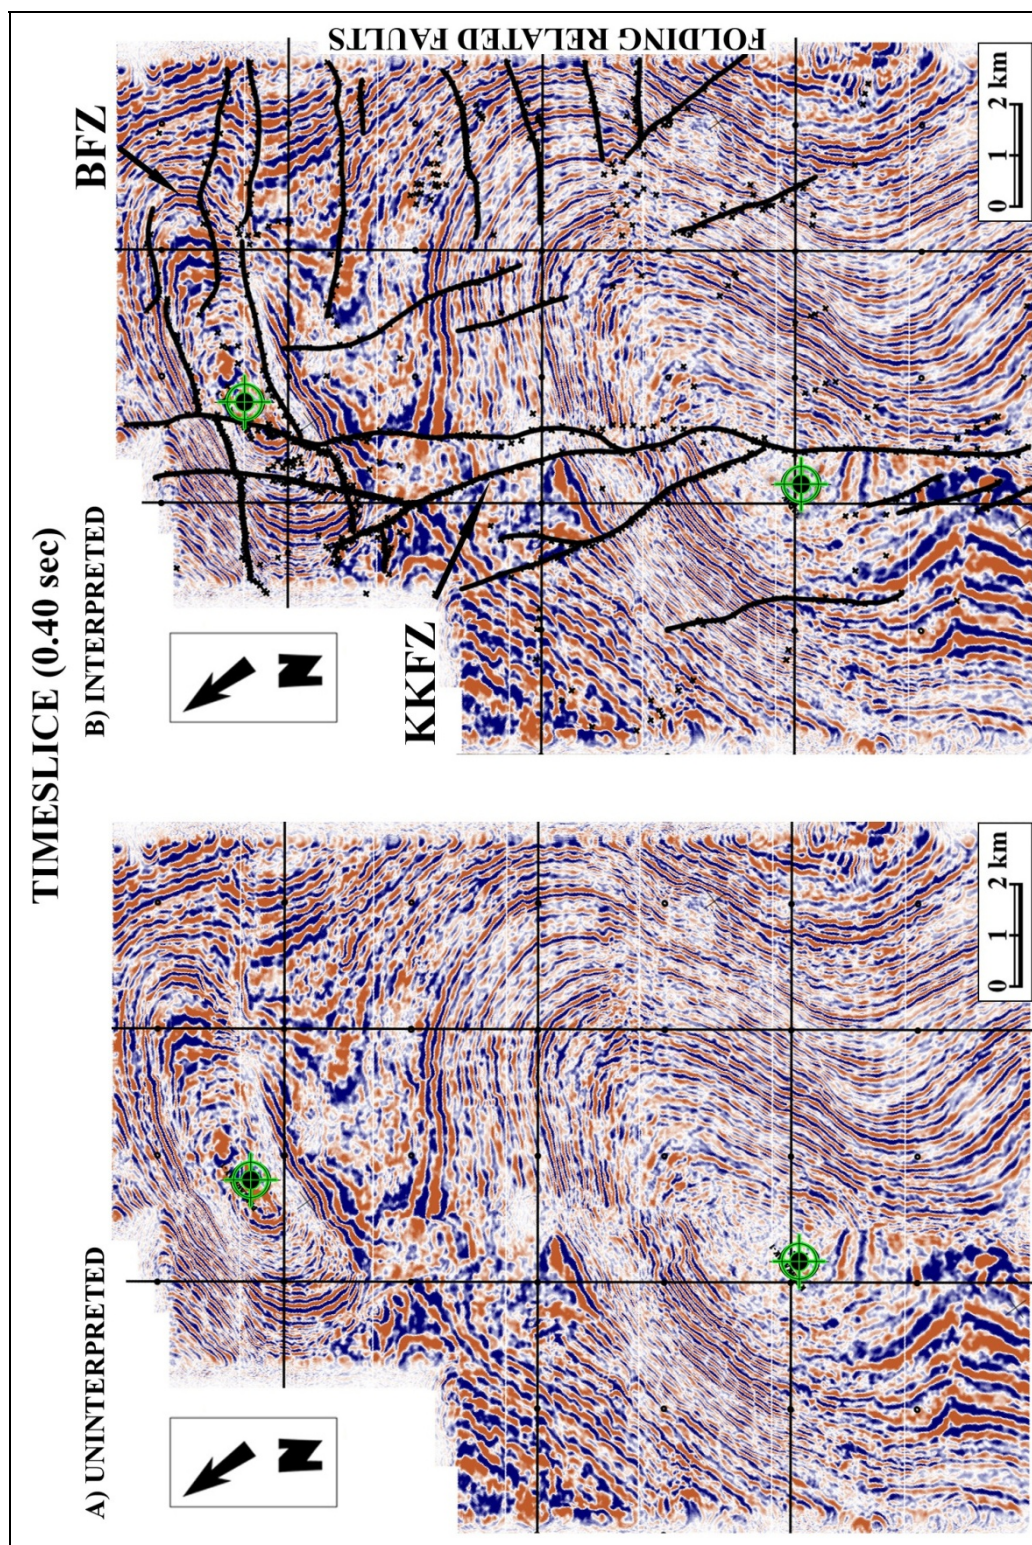 TIMESLICE (0.40 sec)
A) UNINTERPRETED
N
0 1 2 km
B) INTERPRETED
N
BFZ
KKFZ
FOLDING RELATED FAULTS
0 1 2 km